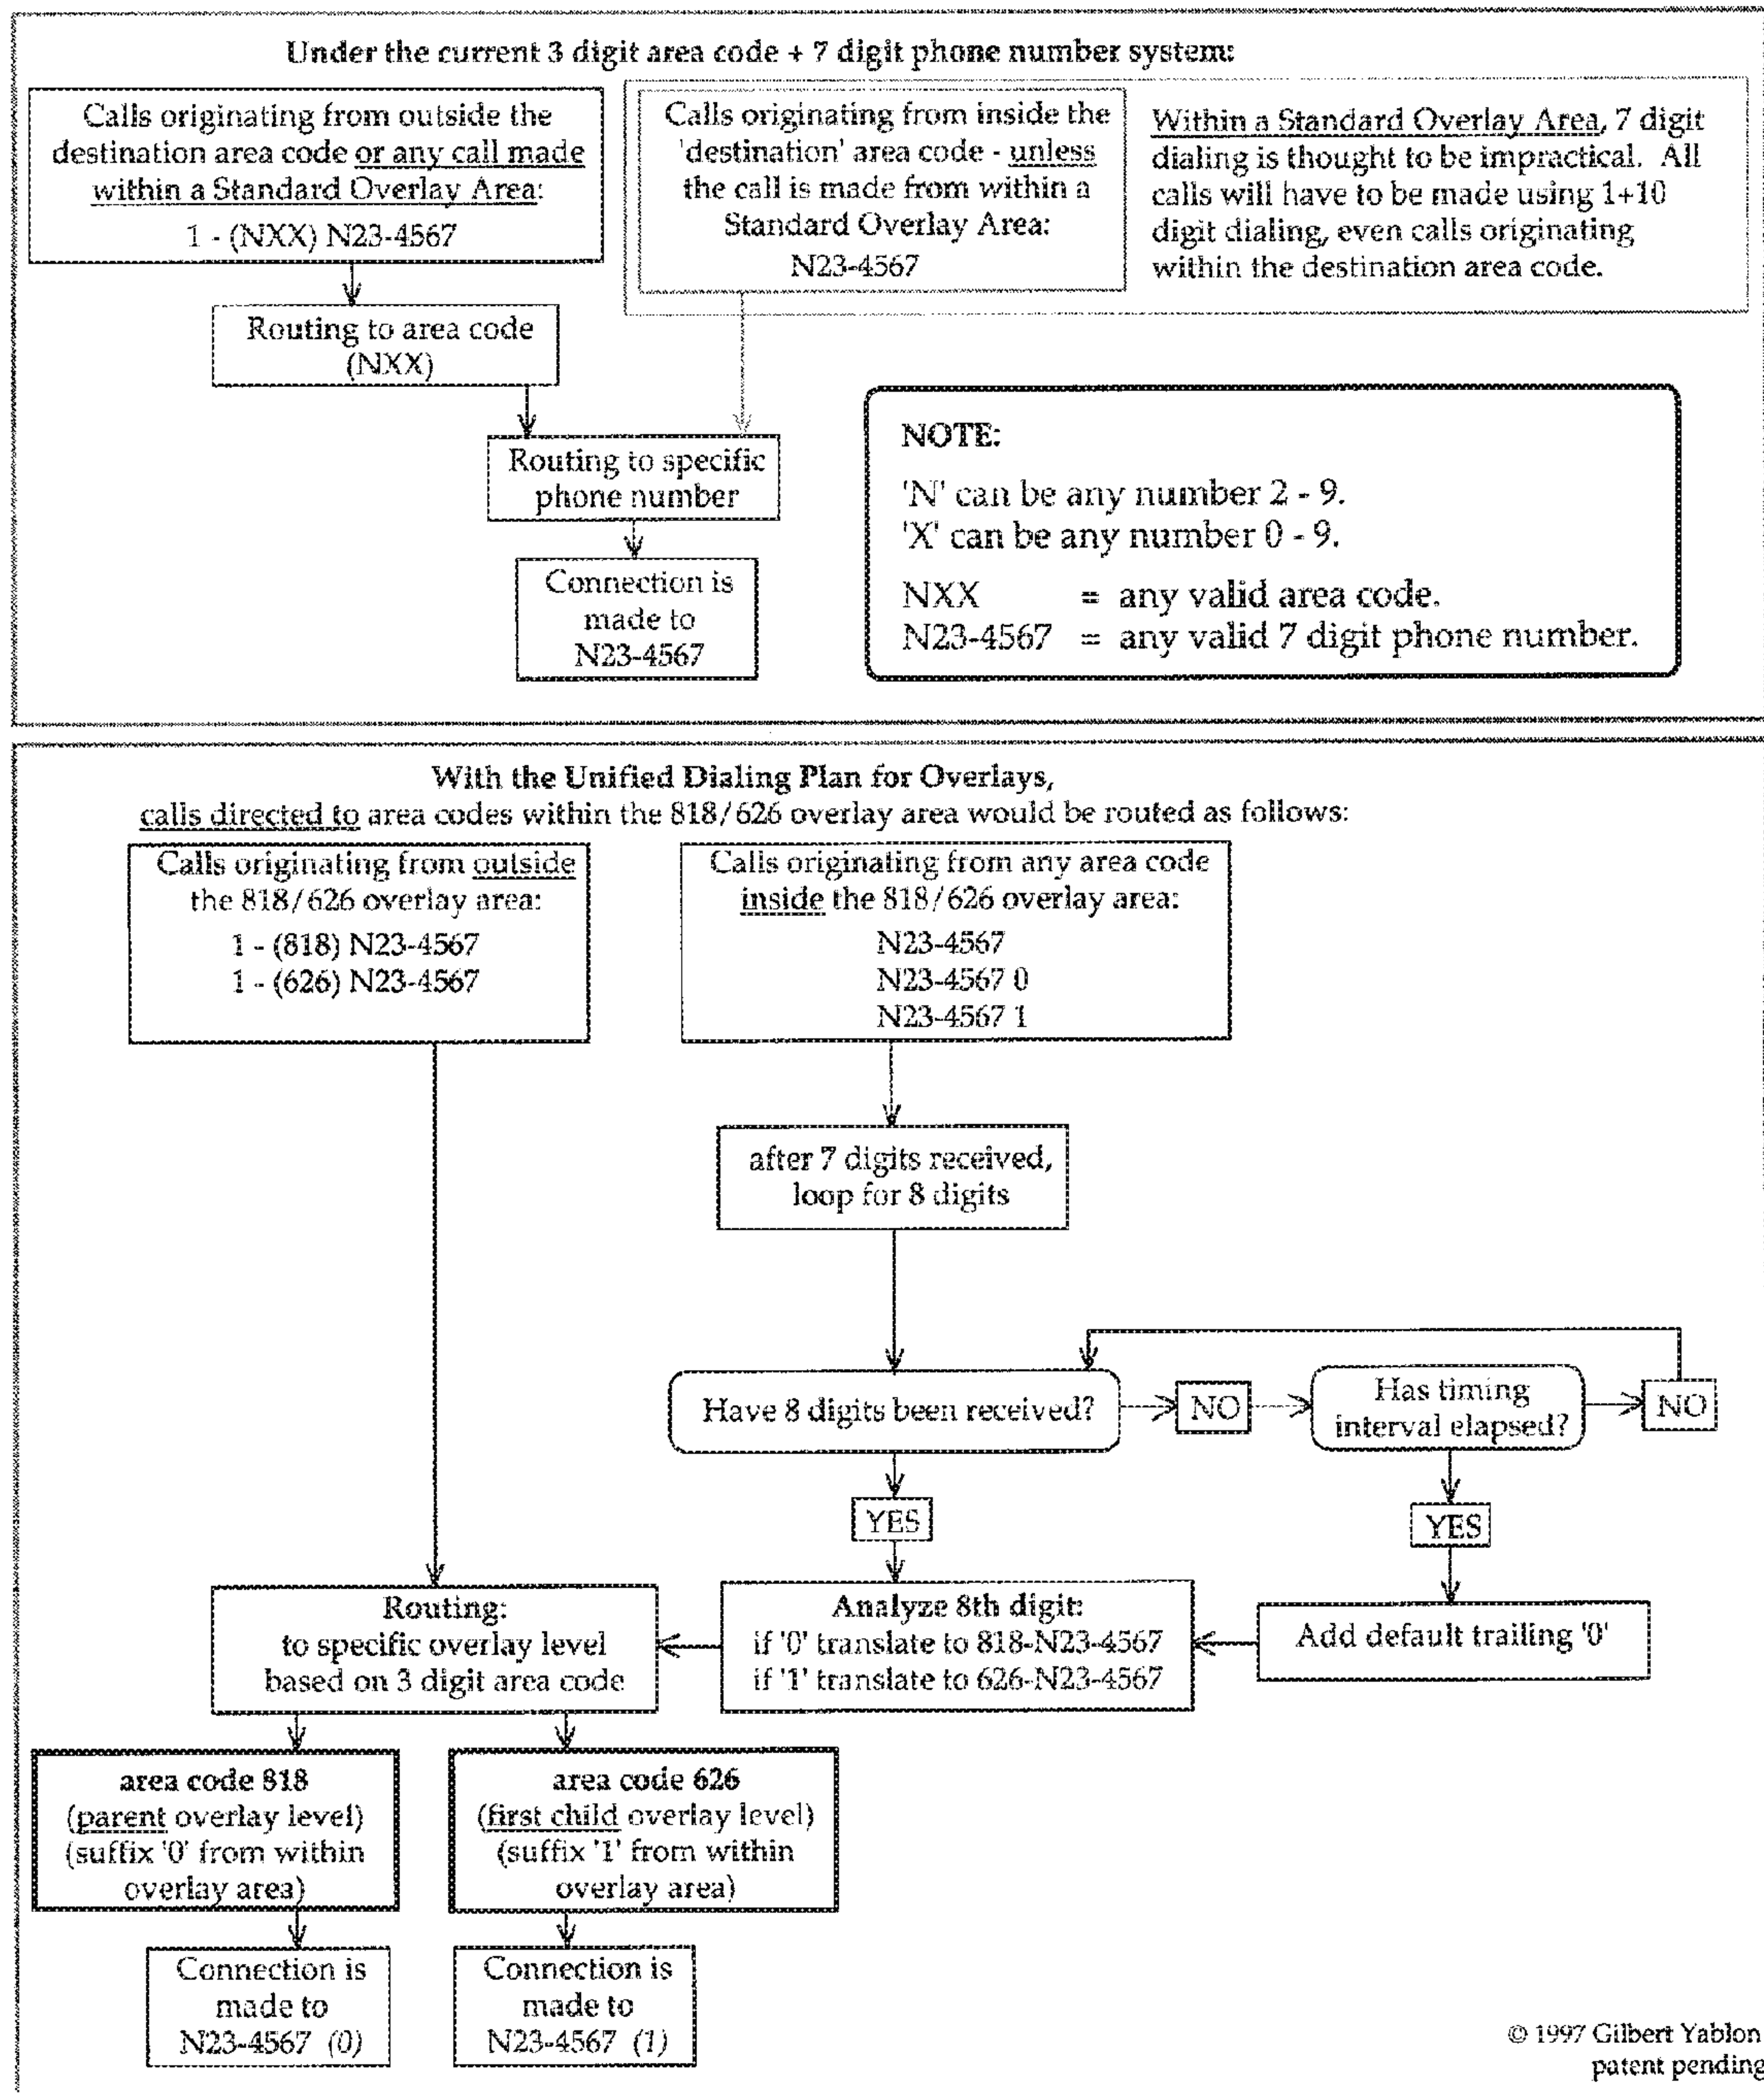 Under the current 3 digit area code + 7 digit phone number system:
Calls originating from outside the
destination area code or any call made
within a Standard Overlay Area:
1 - (NXX) N23-4567
Calls originating from inside the
'destination' area code - unless
the call is made from within a
Standard Overlay Area:
N23-4567
Within a Standard Overlay Area, 7 digit
dialing is thought to be impractical. All
calls will have to be made using 1+10
digit dialing, even calls originating
within the destination area code.
Routing to area code
(NXX)
Routing to specific
phone number
Connection is
made to
N23-4567
NOTE:
'N' can be any number 2 - 9.
'X' can be any number 0 - 9.
NXX = any valid area code.
N23-4567 = any valid 7 digit phone number.
With the Unified Dialing Plan for Overlays,
calls directed to area codes within the 818/626 overlay area would be routed as follows:
Calls originating from outside
the 818/626 overlay area:
1 - (818) N23-4567
1 - (626) N23-4567
Calls originating from any area code
inside the 818/626 overlay area:
N23-4567
N23-4567 0
N23-4567 1
after 7 digits received,
loop for 8 digits
Have 8 digits been received?
NO
Has timing
interval elapsed?
NO
YES
YES
Routing:
to specific overlay level
based on 3 digit area code
Analyze 8th digit:
if '0' translate to 818-N23-4567
if '1' translate to 626-N23-4567
Add default trailing '0'
area code 818
(parent overlay level)
(suffix '0' from within
overlay area)
area code 626
(first child overlay level)
(suffix '1' from within
overlay area)
Connection is
made to
N23-4567 (0)
Connection is
made to
N23-4567 (1)
© 1997 Gilbert Yablon
patent pending